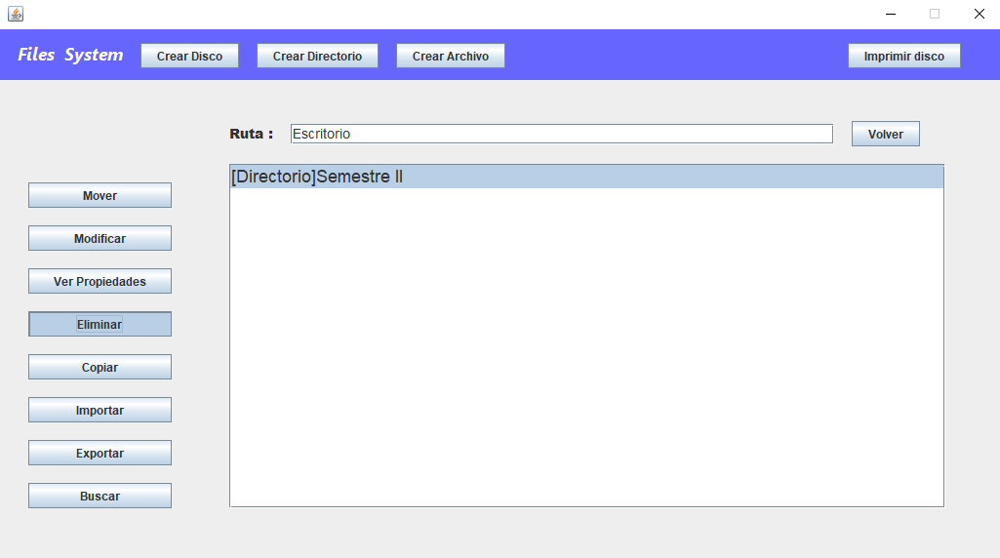 Files System Crear Disco Crear Directorio Crear Archivo Imprimir disco
Ruta : Escritorio Volver
[Directorio]Semestre II
Mover
Modificar
Ver Propiedades
Eliminar
Copiar
Importar
Exportar
Buscar